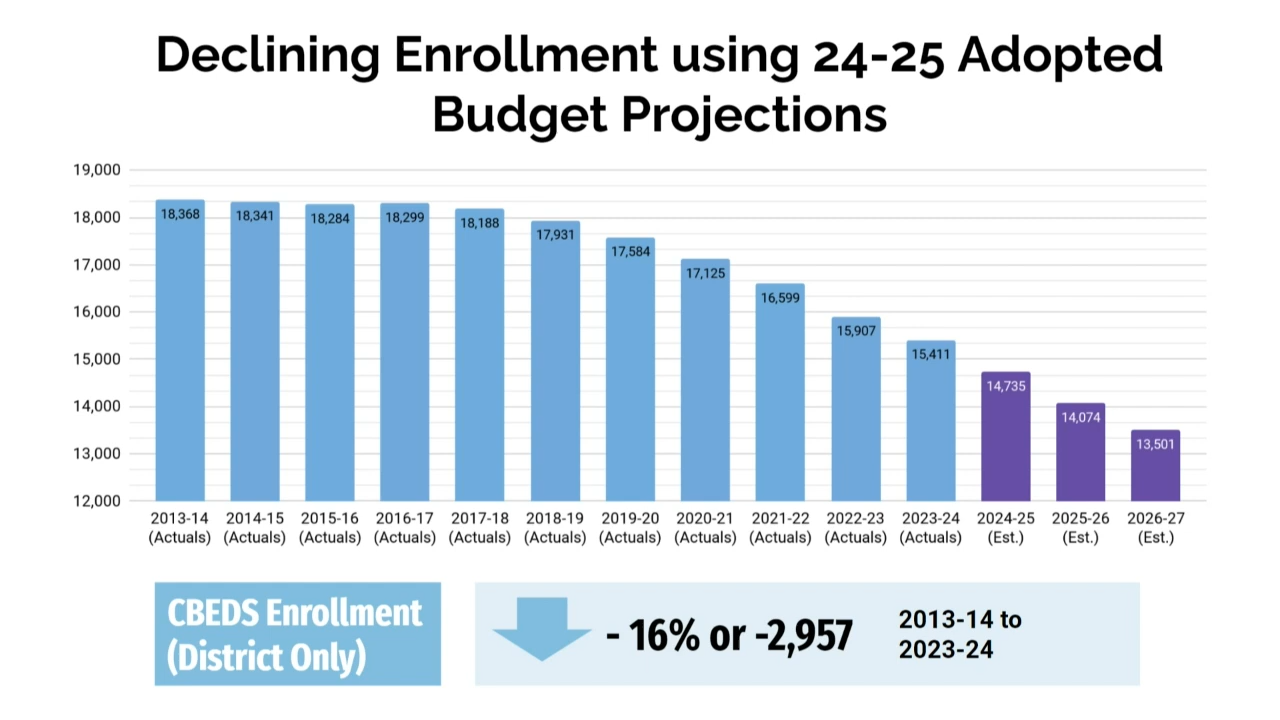 Declining Enrollment using 24-25 Adopted
Budget Projections
19,000
18,000
17,000
16,000
15,000
14,000
13,000
12,000
18,368
18,341
18,284
18,299
18,188
17,931
17,584
17,125
16,599
15,907
15,411
14,735
14,074
13,501
2013-14
(Actuals)
2014-15
(Actuals)
2015-16
(Actuals)
2016-17
(Actuals)
2017-18
(Actuals)
2018-19
(Actuals)
2019-20
(Actuals)
2020-21
(Actuals)
2021-22
(Actuals)
2022-23
(Actuals)
2023-24
(Actuals)
2024-25
(Est.)
2025-26
(Est.)
2026-27
(Est.)
CBEDS Enrollment
(District Only)
- 16% or -2,957
2013-14 to
2023-24